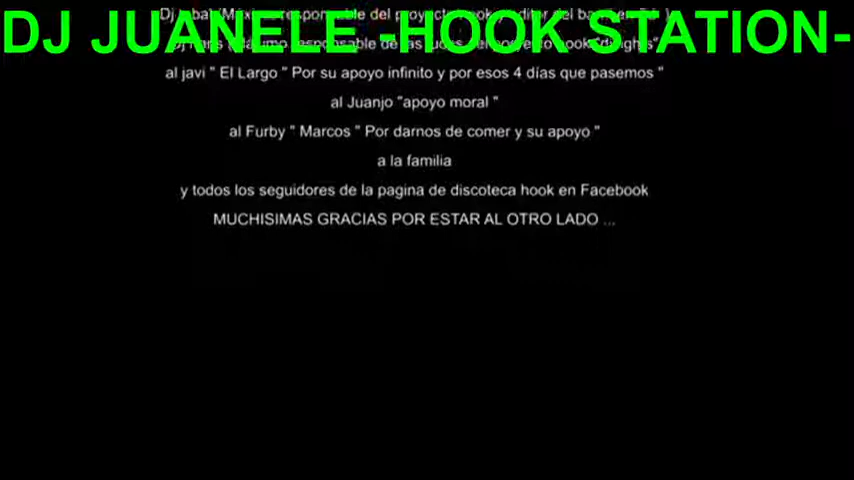 DJ JUANELE -HOOK STATION-
responsable del
al javi " El Largo " Por su apoyo infinito y por esos 4 días que pasemos "
al Juanjo "apoyo moral "
al Furby " Marcos " Por darnos de comer y su apoyo "
a la familia
y todos los seguidores de la pagina de discoteca hook en Facebook
MUCHISIMAS GRACIAS POR ESTAR AL OTRO LADO ...